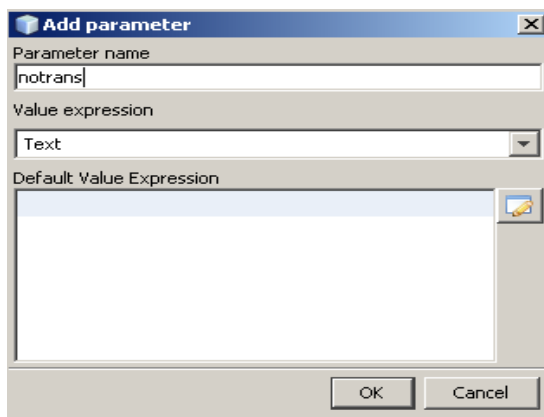 Add parameter
Parameter name
notrans
Value expression
Text
Default Value Expression
OK Cancel